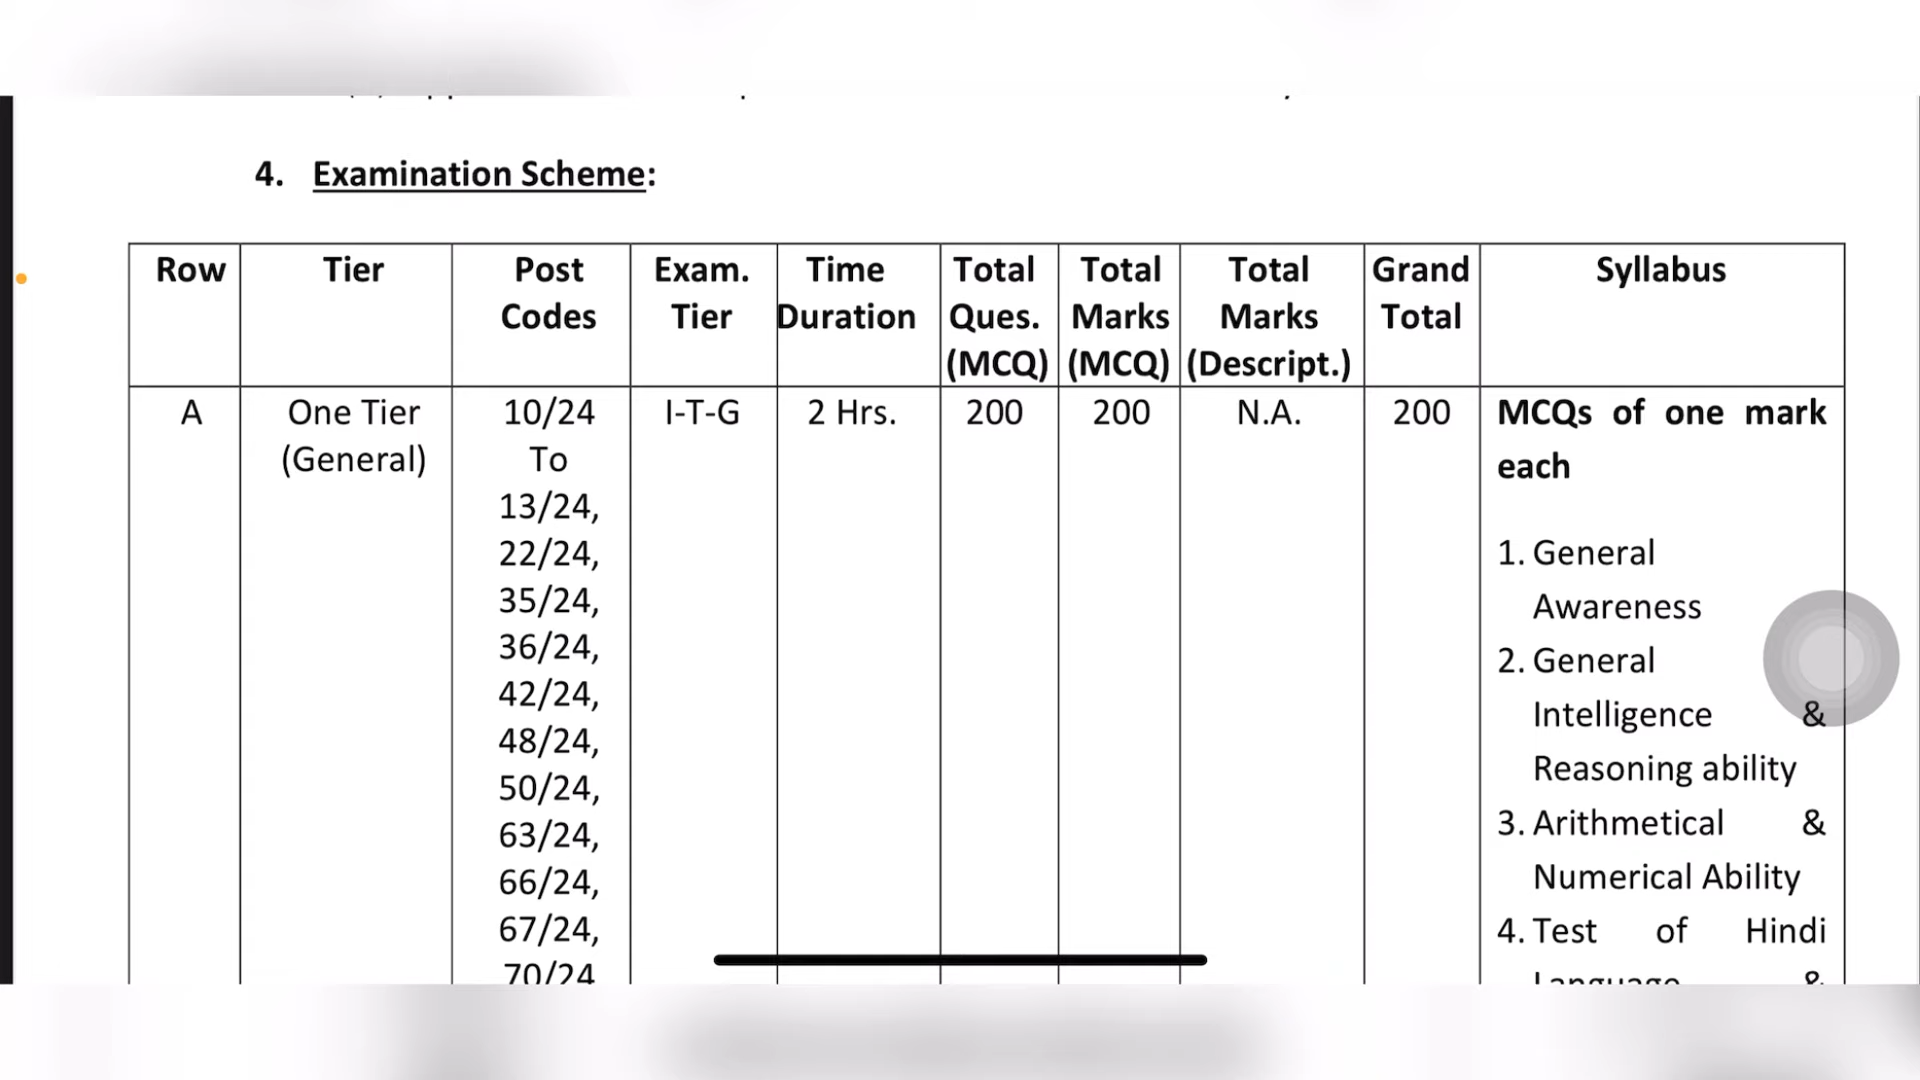 4. Examination Scheme:
Row Tier Post Codes Exam. Tier Time Duration Total Ques. (MCQ) Total Marks (MCQ) Total Marks (Descript.) Grand Total Syllabus
A One Tier (General) 10/24 I-T-G 2 Hrs. 200 200 N.A. 200 MCQs of one mark
To
13/24,
22/24,
35/24,
36/24,
42/24,
48/24,
50/24,
63/24,
66/24,
67/24,
70/24
each
1. General
Awareness
2. General
Intelligence &
Reasoning ability
3. Arithmetical &
Numerical Ability
4. Test of Hindi
Language &